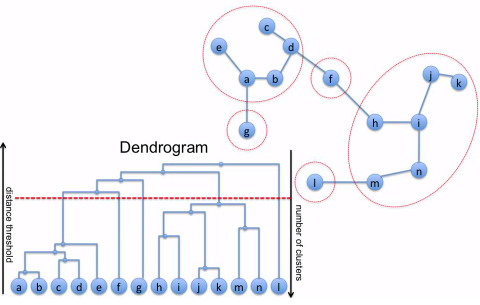 c
e
d
a
b
f
j
k
g
h
i
Dendrogram
n
l
m
distance threshold
number of clusters
a b c d e f g h i j k m n l